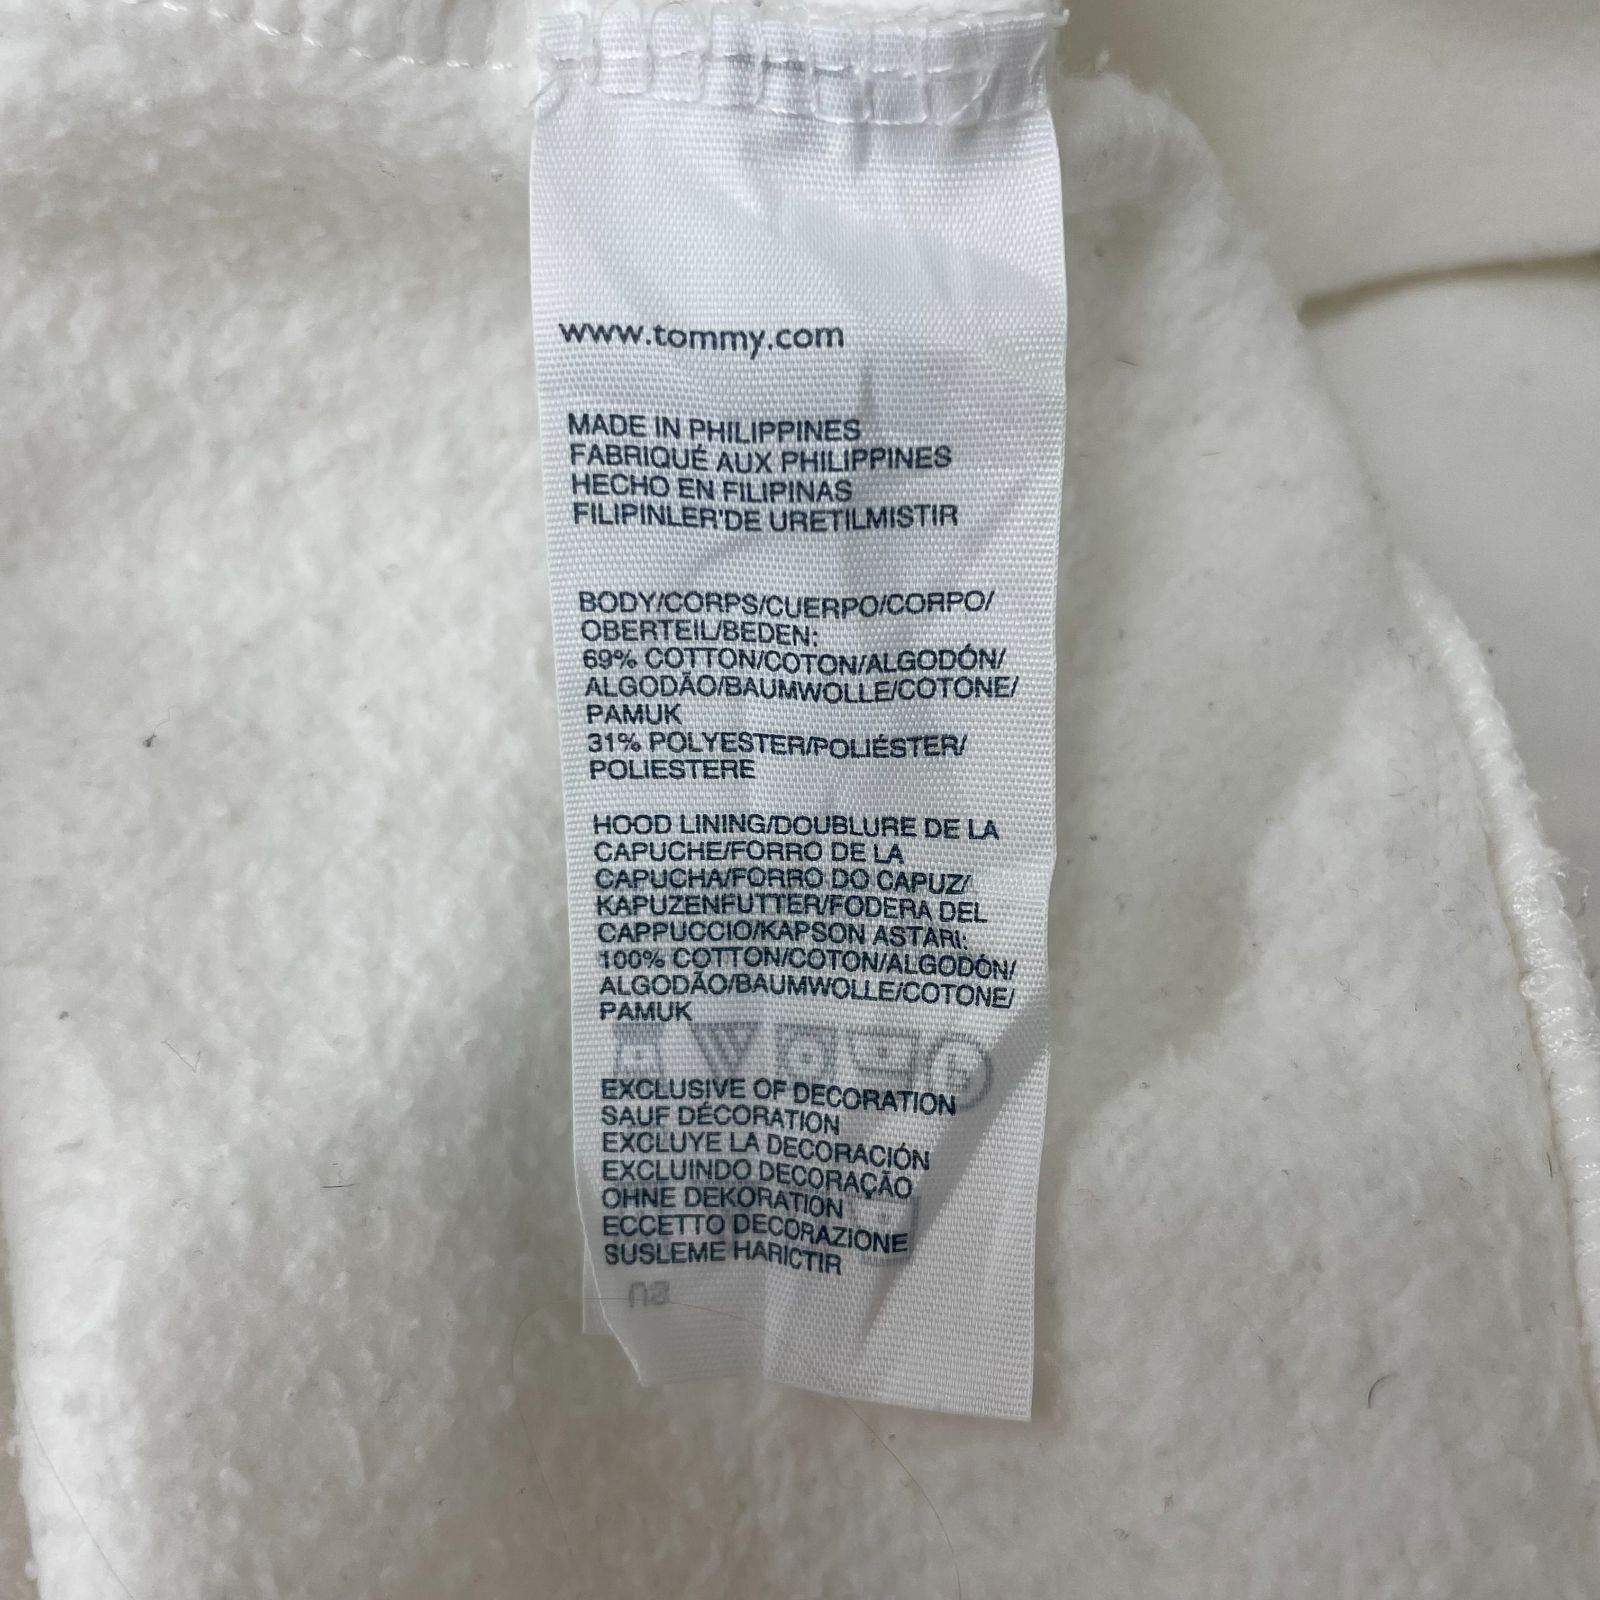 www.tommy.com
MADE IN PHILIPPINES
FABRIQUÉ AUX PHILIPPINES
HECHO EN FILIPINAS
FILIPINLER'DE URETILMISTIR
BODY/CORPS/CUERPO/CORPO/
OBERTEIL/BEDEN:
69% COTTON/COTON/ALGODÓN/
ALGODÃO/BAUMWOLLE/COTONE/
PAMUK
31% POLYESTER/POLIÉSTER/
POLIESTERE
HOOD LINING/DOUBLURE DE LA
CAPUCHE/FORRO DE LA
CAPUCHA/FORRO DO CAPUZ/
KAPUZENFUTTER/FODERA DEL
CAPPUCCIO/KAPSON ASTARI:
100% COTTON/COTON/ALGODÓN/
ALGODÃO/BAUMWOLLE/COTONE/
PAMUK
EXCLUSIVE OF DECORATION
SAUF DÉCORATION
EXCLUYE LA DECORACIÓN
EXCLUINDO DECORAÇÃO
OHNE DEKORATION
ECCETTO DECORAZIONE
SUSLEME HARICTIR